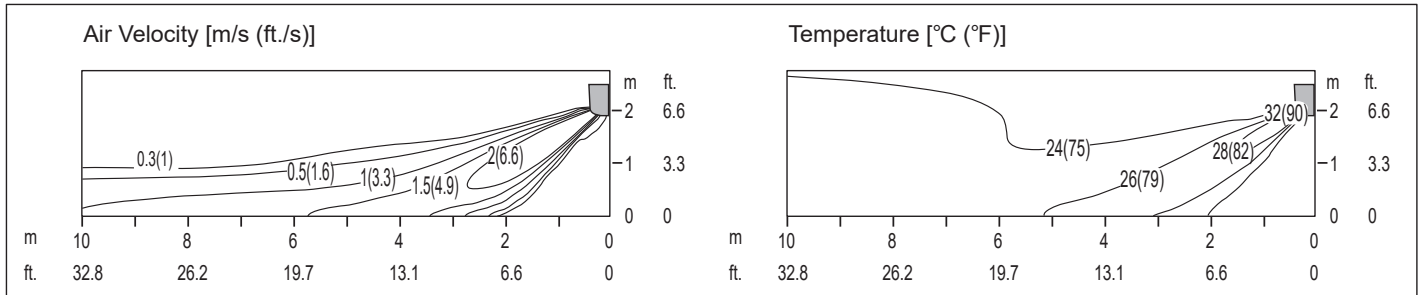 Air Velocity [m/s (ft./s)]
0.3(1)
0.5(1.6)
1(3.3)
1.5(4.9)
2(6.6)
m ft.
2 6.6
1 3.3
0 0
m 10 8 6 4 2 0
ft. 32.8 26.2 19.7 13.1 6.6 0
Temperature [°C (°F)]
32(90)
28(82)
24(75)
26(79)
m ft.
2 6.6
1 3.3
0 0
m 10 8 6 4 2 0
ft. 32.8 26.2 19.7 13.1 6.6 0